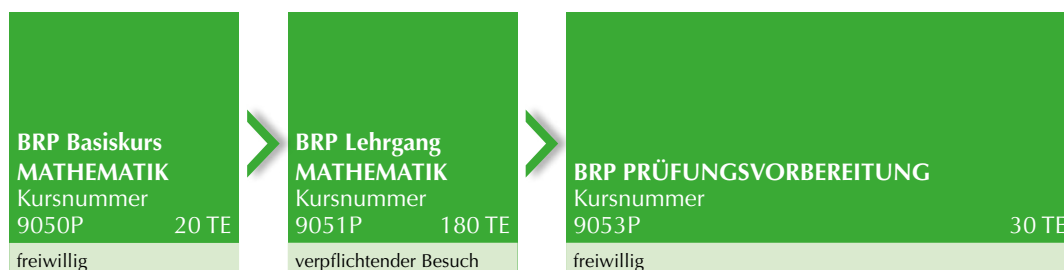 BRP Basiskurs
MATHEMATIK
Kursnummer
9050P 20 TE
freiwillig
BRP Lehrgang
MATHEMATIK
Kursnummer
9051P 180 TE
verpflichtender Besuch
BRP PRÜFUNGSVORBEREITUNG
Kursnummer
9053P 30 TE
freiwillig